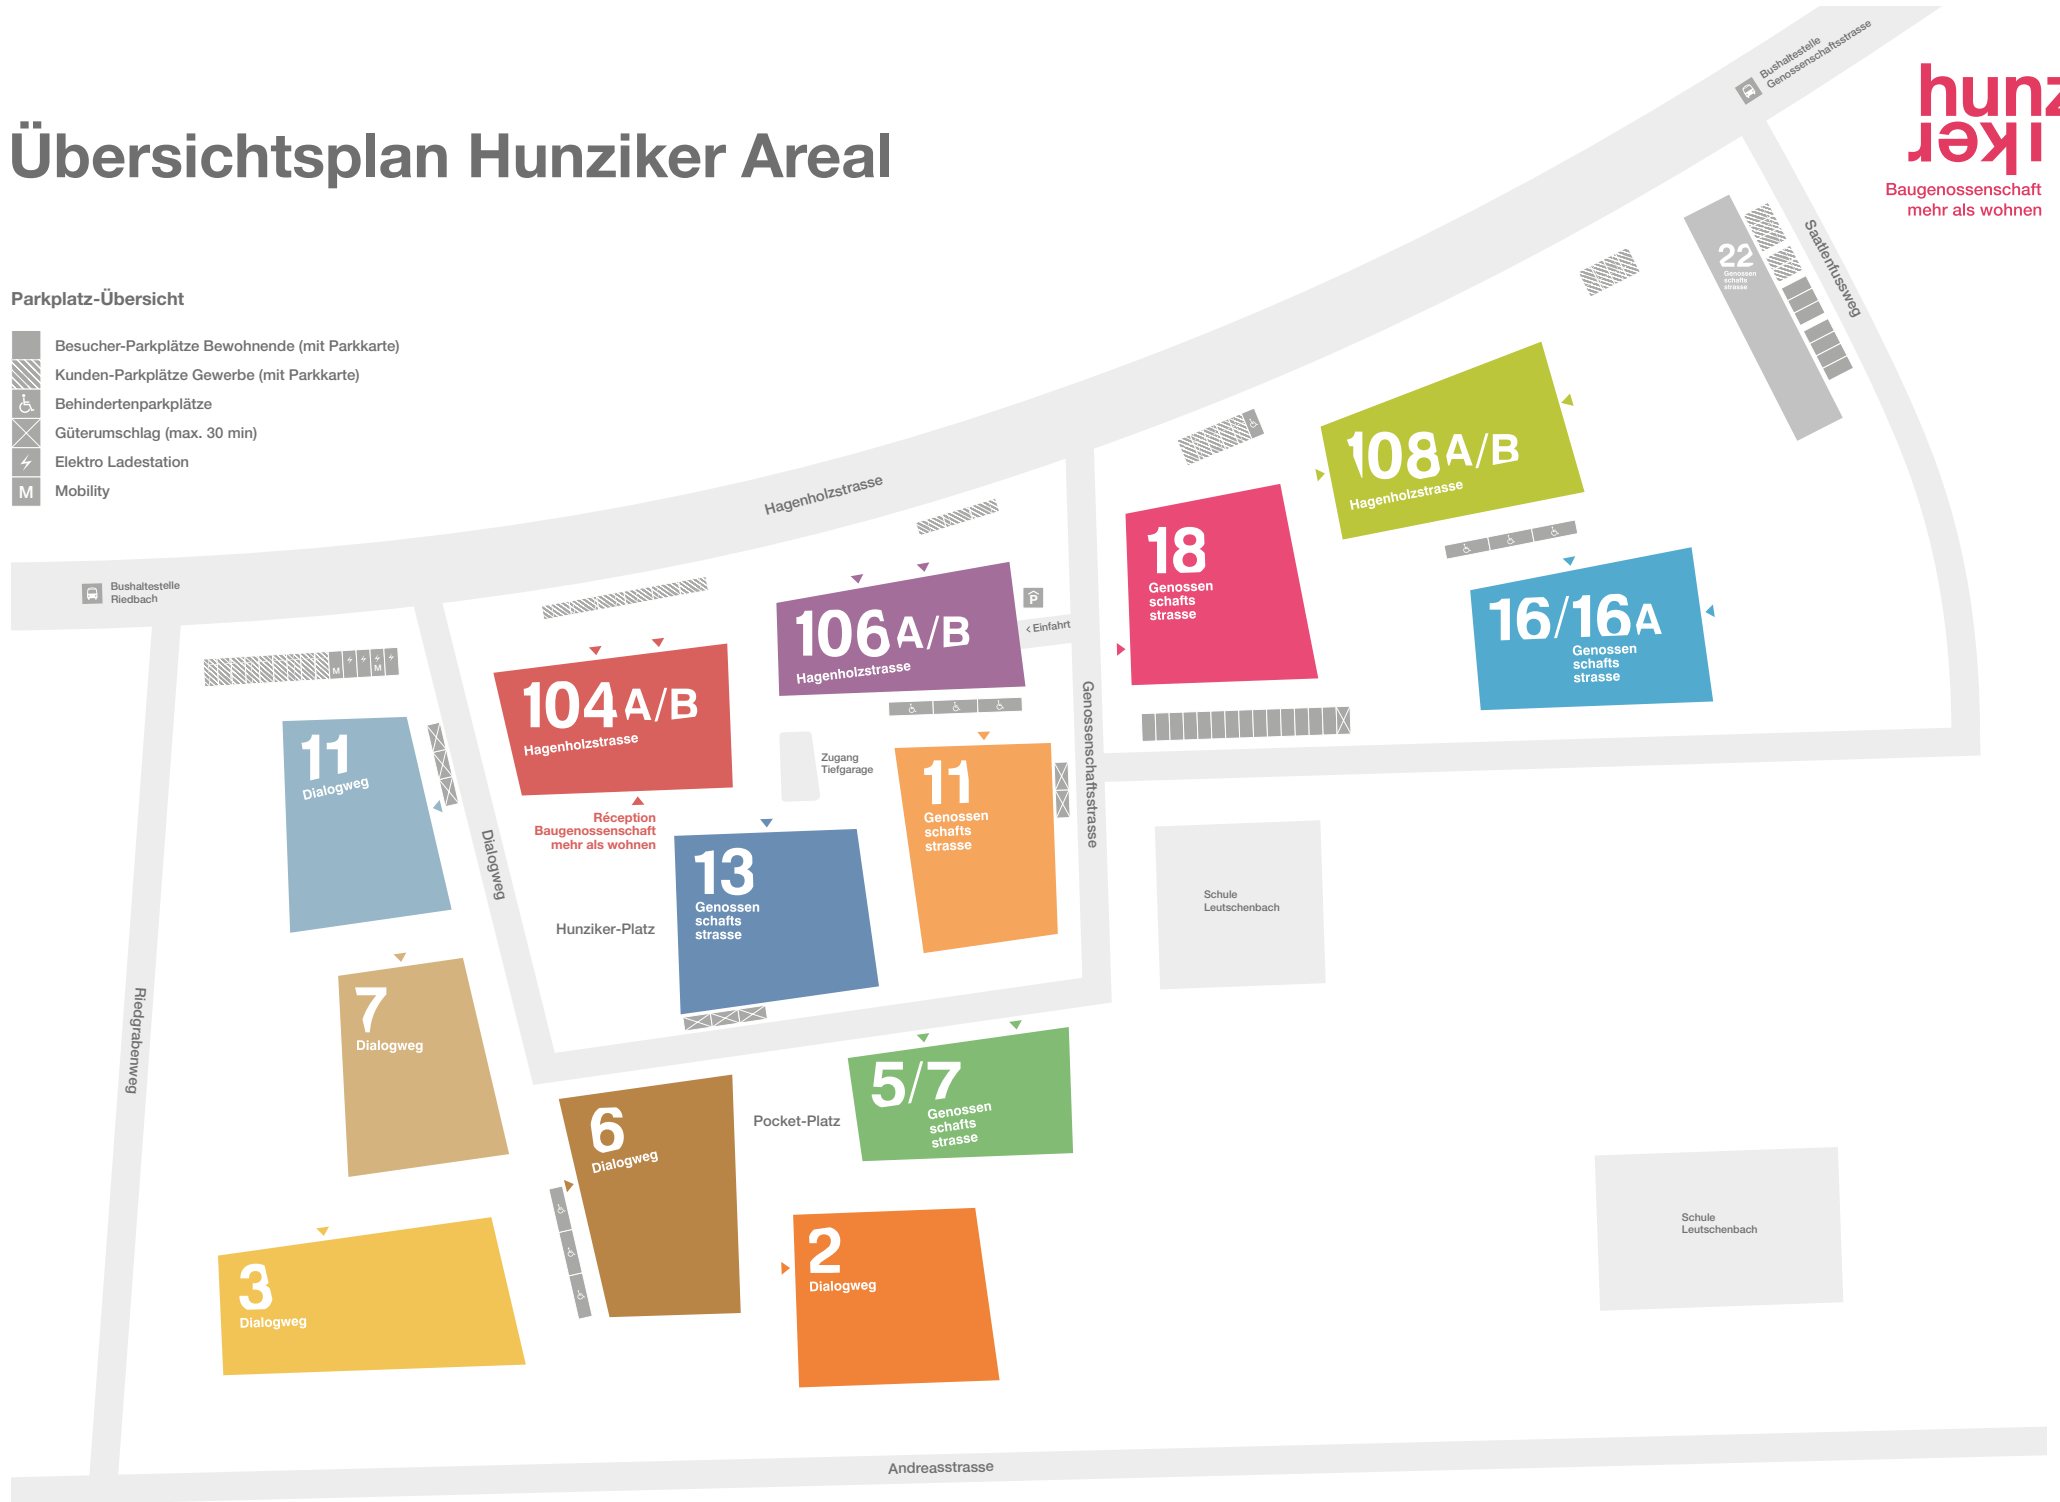 Übersichtsplan Hunziker Areal
Bushaltestelle
Genossenschaftsstrasse
hunz
iker
Baugenossenschaft
mehr als wohnen
Parkplatz-Übersicht
Besucher-Parkplätze Bewohnende (mit Parkkarte)
Kunden-Parkplätze Gewerbe (mit Parkkarte)
Behindertenparkplätze
Güterumschlag (max. 30 min)
Elektro Ladestation
M Mobility
22
Genossen
schafts
strasse
Saatlenfussweg
Hagenholzstrasse
108 A/B
Hagenholzstrasse
18
Genossen
schafts
strasse
16/16A
Genossen
schafts
strasse
Bushaltestelle
Riedbach
M
M
106 A/B
Hagenholzstrasse
P
< Einfahrt
104 A/B
Hagenholzstrasse
Réception
Baugenossenschaft
mehr als wohnen
Zugang
Tiefgarage
Genossenschaftsstrasse
11
Dialogweg
Dialogweg
11
Genossen
schafts
strasse
13
Genossen
schafts
strasse
Hunziker-Platz
Schule
Leutschenbach
7
Dialogweg
Riedgrabenweg
6
Dialogweg
Pocket-Platz
5/7
Genossen
schafts
strasse
3
Dialogweg
2
Dialogweg
Schule
Leutschenbach
Andreasstrasse